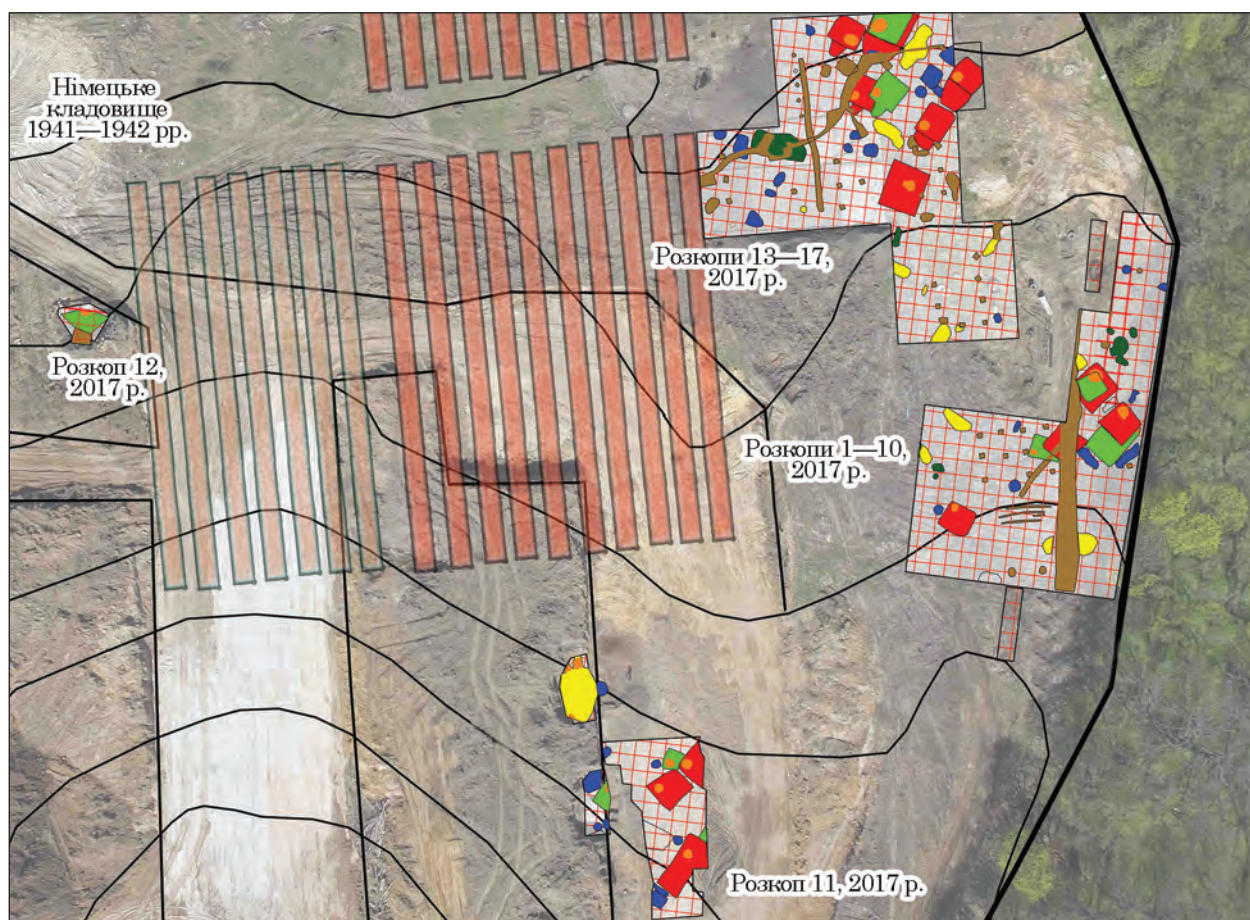 Німецьке
кладовище
1941—1942 рр.
Розкопи 13—17,
2017 р.
Розкоп 12,
2017 р.
Розкопи 1—10,
2017 р.
Розкоп 11, 2017 р.